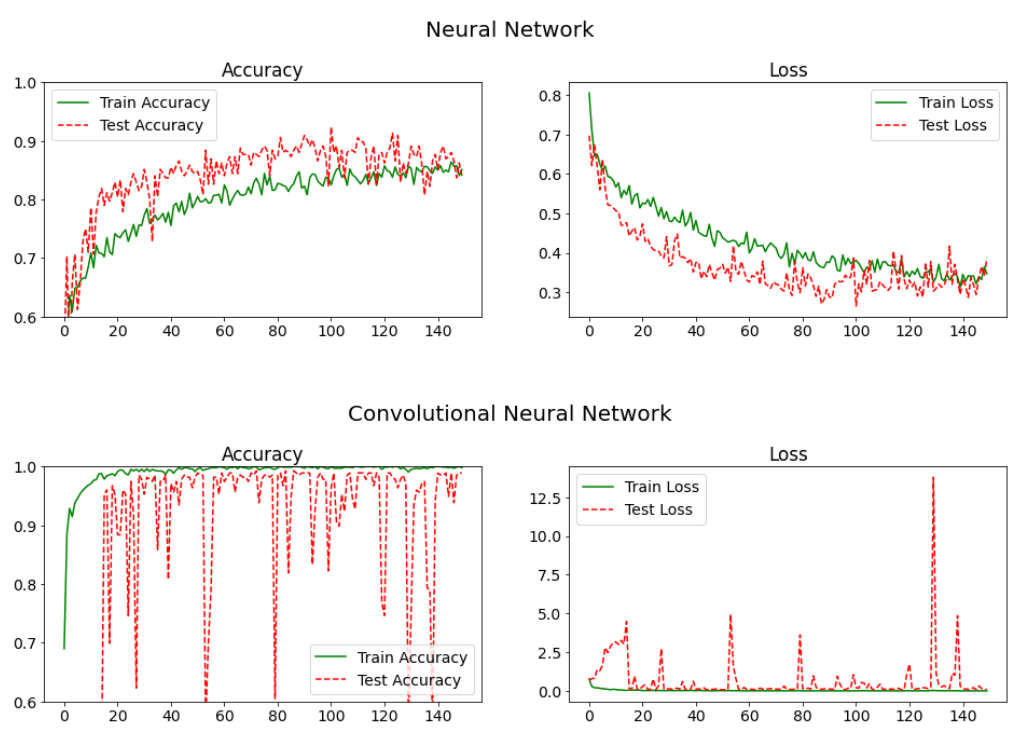 Neural Network
Accuracy
Loss
1.0
0.9
0.8
0.7
0.6
Train Accuracy
Test Accuracy
0 20 40 60 80 100 120 140
0.8
0.7
0.6
0.5
0.4
0.3
Train Loss
Test Loss
0 20 40 60 80 100 120 140
Convolutional Neural Network
Accuracy
Loss
1.0
0.9
0.8
0.7
0.6
Train Accuracy
Test Accuracy
0 20 40 60 80 100 120 140
12.5
10.0
7.5
5.0
2.5
0.0
Train Loss
Test Loss
0 20 40 60 80 100 120 140